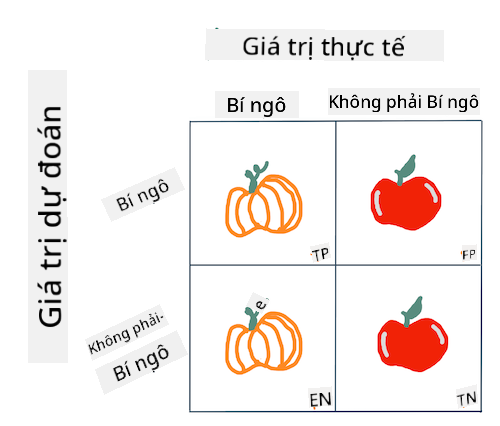 Giá trị thực tế
Bí ngô
Không phải Bí ngô
Giá trị dự đoán
Bí ngô
TP
FP
Không phải-
Bí ngô
e,
EN
TN